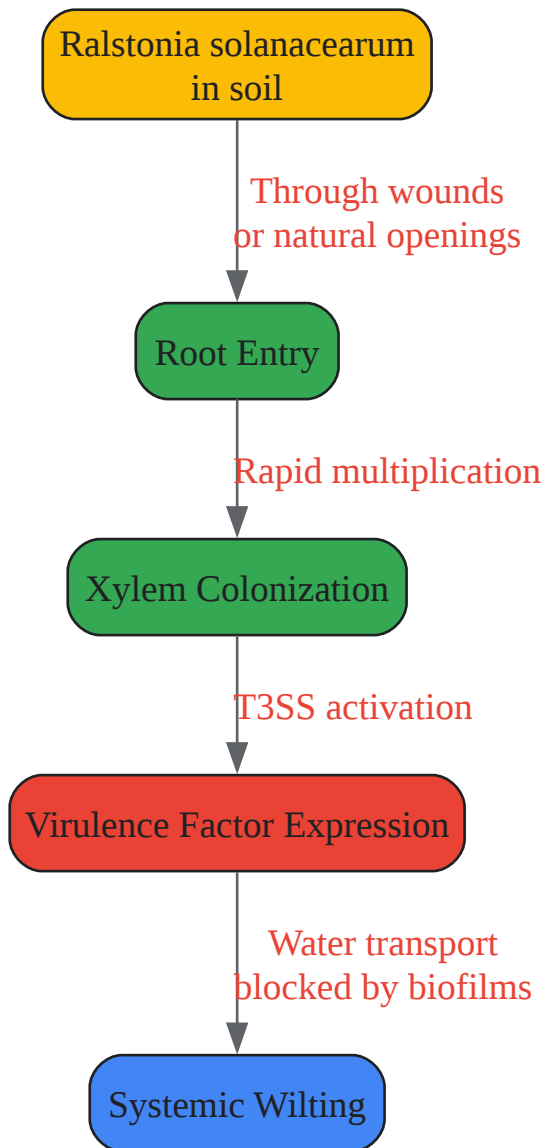 Ralstonia solanacearum
in soil
Through wounds
or natural openings
Root Entry
Rapid multiplication
Xylem Colonization
T3SS activation
Virulence Factor Expression
Water transport
blocked by biofilms
Systemic Wilting